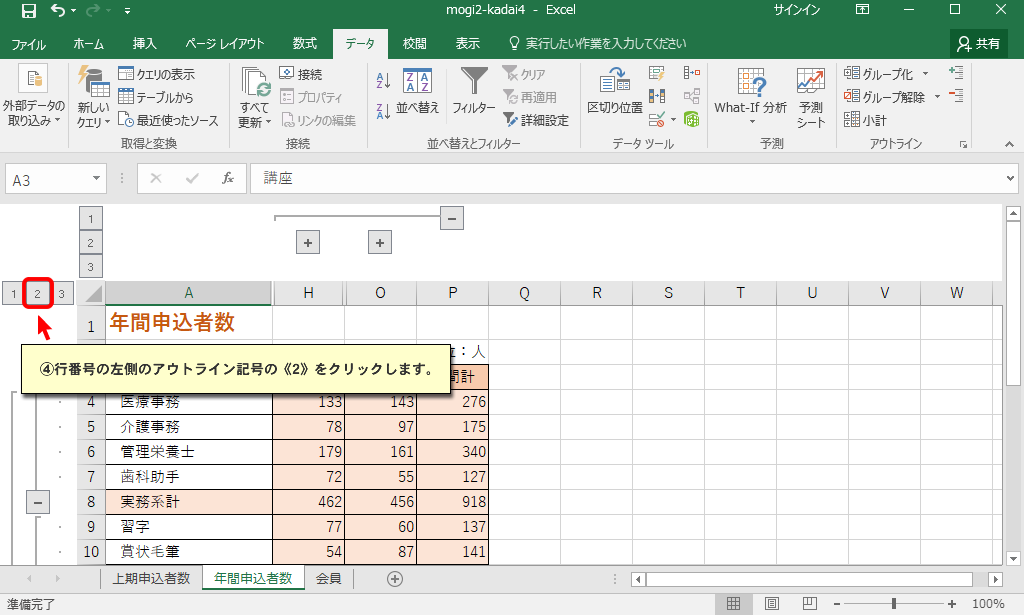 mogi2-kadai4 - Excel
サインイン
ファイル ホーム 挿入 ページ レイアウト 数式 データ 校閲 表示 実行したい作業を入力してください 共有
外部データの
取り込み
新しい
クエリ
クエリの表示
テーブルから
最近使ったソース
取得と変換
すべて
更新
接続
プロパティ
リンクの編集
接続
並べ替え
フィルター
クリア
再適用
詳細設定
並べ替えとフィルター
区切り位置
データ ツール
What-If 分析
予測
シート
予測
グループ化
グループ解除
小計
アウトライン
A3
fx
講座
1
2
3
1 2 3
A H O P Q R S T U V W
1 年間申込者数
：人
④行番号の左側のアウトライン記号の《2》をクリックします。
間計
4 医療事務 133 143 276
5 介護事務 78 97 175
6 管理栄養士 179 161 340
7 歯科助手 72 55 127
8 実務系計 462 456 918
9 習字 77 60 137
10 賞状毛筆 54 87 141
上期申込者数 年間申込者数 会員
準備完了
100%